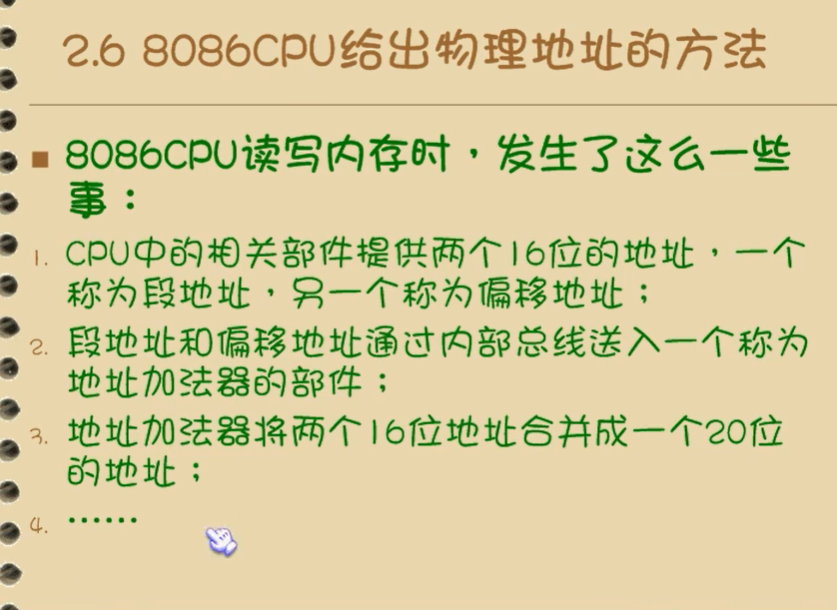 2.6 8086CPU给出物理地址的方法
8086CPU读写内存时，发生了这么一些
事：
1. CPU中的相关部件提供两个16位的地址，一个
称为段地址，另一个称为偏移地址；
2. 段地址和偏移地址通过内部总线送入一个称为
地址加法器的部件；
3. 地址加法器将两个16位地址合并成一个20位
的地址；
4. ······